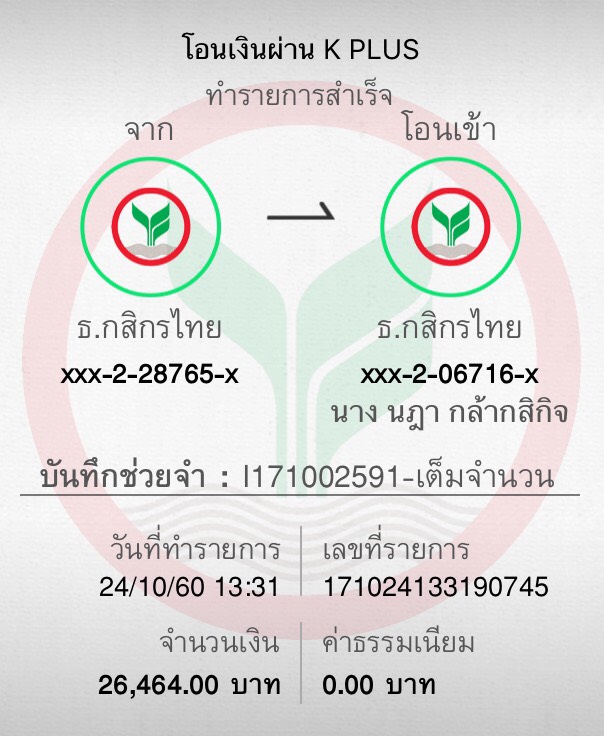 โอนเงินผ่าน K PLUS
ทำรายการสำเร็จ
จาก
โอนเข้า
ธ.กสิกรไทย
ธ.กสิกรไทย
xxx-2-28765-x
xxx-2-06716-x
นาง นฎา กล้ากสิกิจ
บันทึกช่วยจำ : I171002591-เต็มจำนวน
วันที่ทำรายการ
เลขที่รายการ
24/10/60 13:31
171024133190745
จำนวนเงิน
ค่าธรรมเนียม
26,464.00 บาท
0.00 บาท